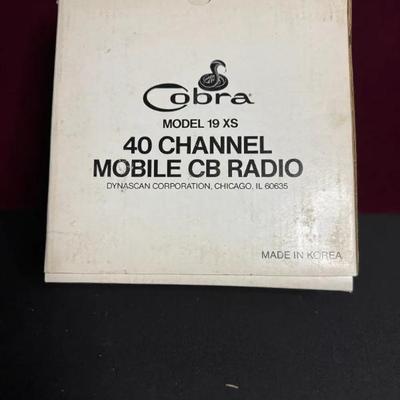 Cobra
MODEL 19 XS
40 CHANNEL
MOBILE CB RADIO
DYNASCAN CORPORATION, CHICAGO, IL 60635
MADE IN KOREA